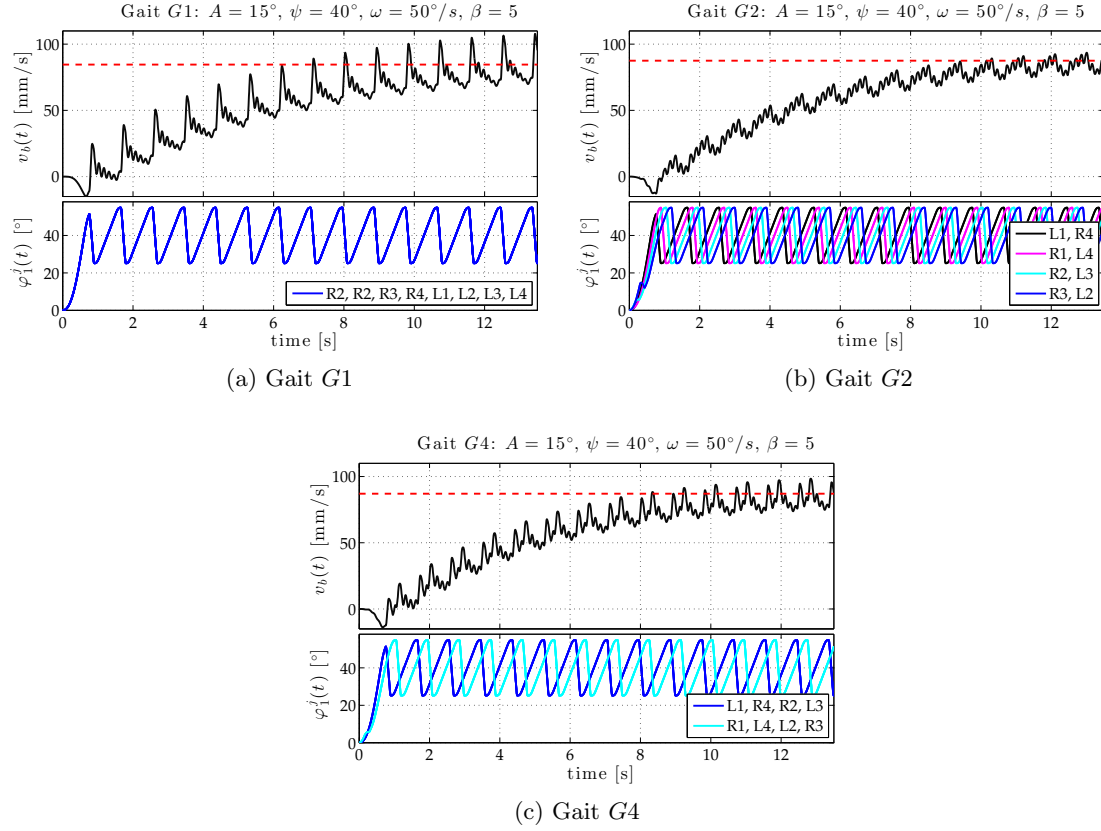 Gait G1: A = 15°, ψ = 40°, ω = 50°/s, β = 5
100
50
0
v_b(t) [mm/s]
40
20
0
φ_1^j(t) [°]
R2, R2, R3, R4, L1, L2, L3, L4
0 2 4 6 8 10 12
time [s]
(a) Gait G1
Gait G2: A = 15°, ψ = 40°, ω = 50°/s, β = 5
100
50
0
v_b(t) [mm/s]
40
20
0
φ_1^j(t) [°]
L1, R4
R1, L4
R2, L3
R3, L2
0 2 4 6 8 10 12
time [s]
(b) Gait G2
Gait G4: A = 15°, ψ = 40°, ω = 50°/s, β = 5
100
50
0
v_b(t) [mm/s]
40
20
0
φ_1^j(t) [°]
L1, R4, R2, L3
R1, L4, L2, R3
0 2 4 6 8 10 12
time [s]
(c) Gait G4